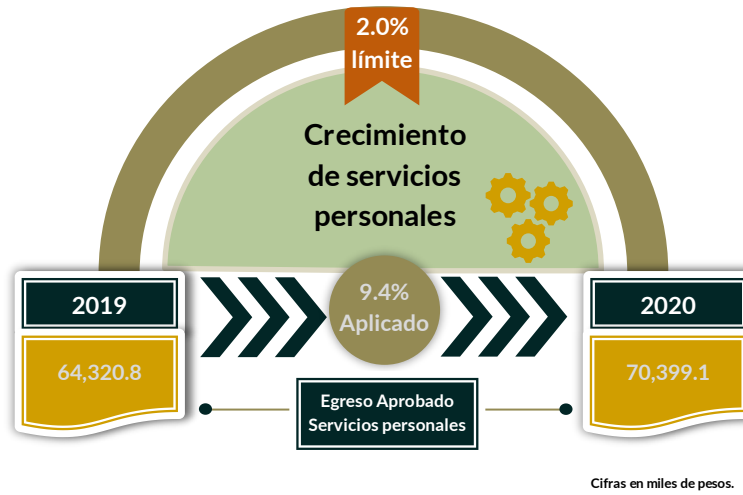 2.0%
límite
Crecimiento
de servicios
personales
2019
9.4%
Aplicado
2020
64,320.8
70,399.1
Egreso Aprobado
Servicios personales
Cifras en miles de pesos.